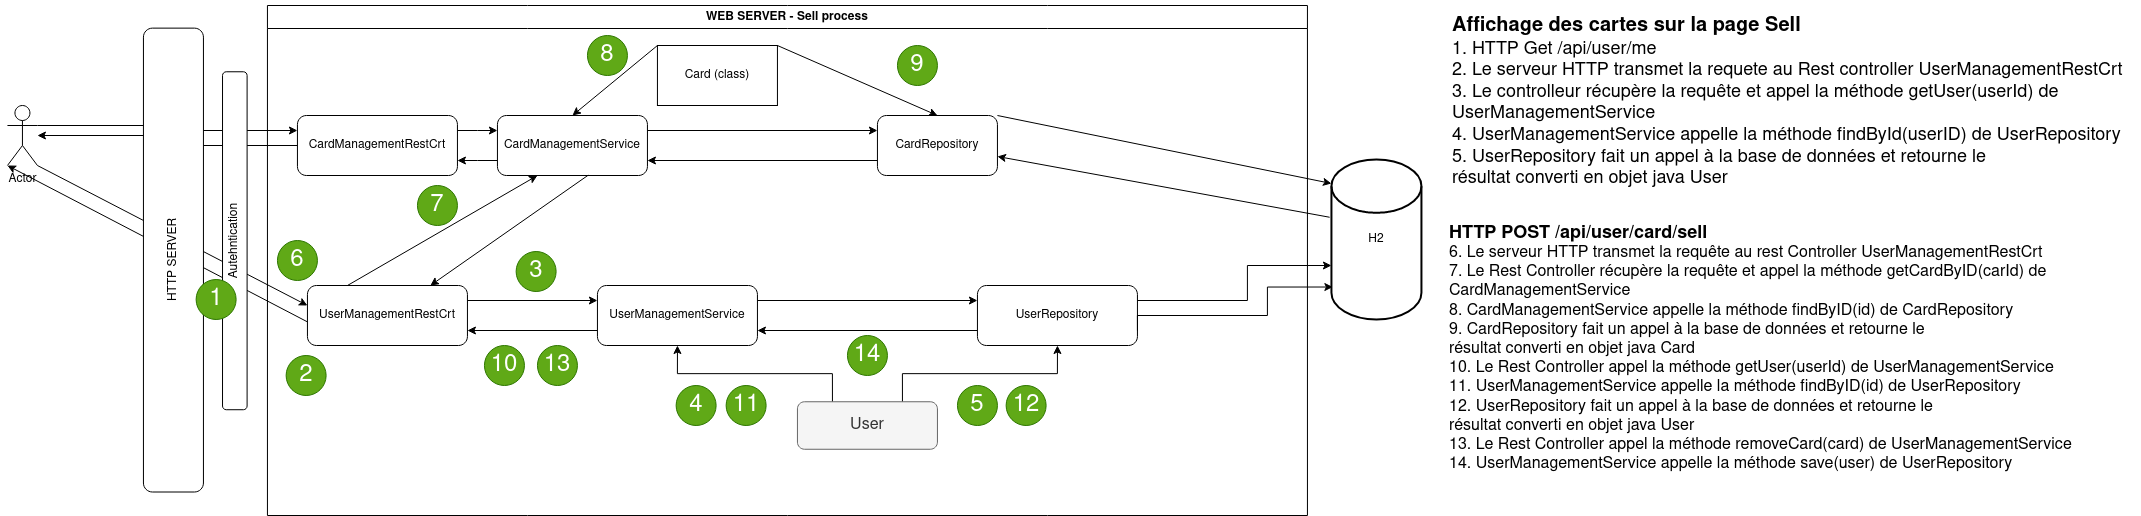 WEB SERVER - Sell process
8
Card (class)
9
CardManagementRestCrt
CardManagementService
CardRepository
Actor
7
HTTP SERVER
Autehntication
H2
6
3
1
UserManagementRestCrt
UserManagementService
UserRepository
2
10
13
14
4
11
5
12
User
Affichage des cartes sur la page Sell
1. HTTP Get /api/user/me
2. Le serveur HTTP transmet la requete au Rest controller UserManagementRestCrt
3. Le controlleur récupère la requête et appel la méthode getUser(userId) de
UserManagementService
4. UserManagementService appelle la méthode findById(userID) de UserRepository
5. UserRepository fait un appel à la base de données et retourne le
résultat converti en objet java User
HTTP POST /api/user/card/sell
6. Le serveur HTTP transmet la requête au rest Controller UserManagementRestCrt
7. Le Rest Controller récupère la requête et appel la méthode getCardByID(carId) de
CardManagementService
8. CardManagementService appelle la méthode findByID(id) de CardRepository
9. CardRepository fait un appel à la base de données et retourne le
résultat converti en objet java Card
10. Le Rest Controller appel la méthode getUser(userId) de UserManagementService
11. UserManagementService appelle la méthode findByID(id) de UserRepository
12. UserRepository fait un appel à la base de données et retourne le
résultat converti en objet java User
13. Le Rest Controller appel la méthode removeCard(card) de UserManagementService
14. UserManagementService appelle la méthode save(user) de UserRepository